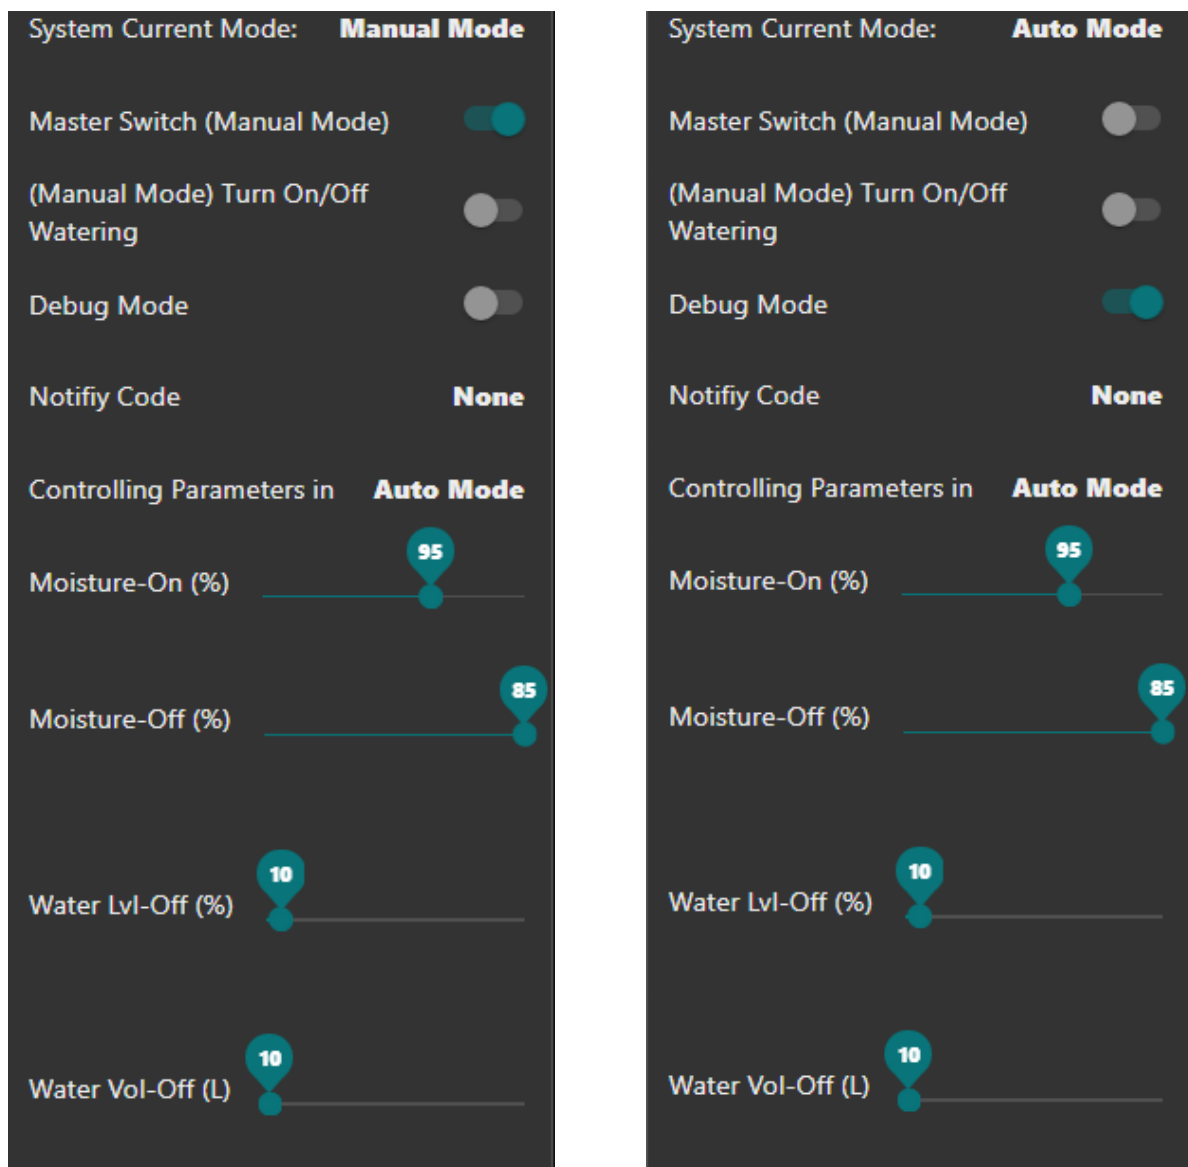 System Current Mode: Manual Mode
Master Switch (Manual Mode)
(Manual Mode) Turn On/Off
Watering
Debug Mode
Notifiy Code None
Controlling Parameters in Auto Mode
95
Moisture-On (%)
85
Moisture-Off (%)
10
Water Lvl-Off (%)
10
Water Vol-Off (L)
System Current Mode: Auto Mode
Master Switch (Manual Mode)
(Manual Mode) Turn On/Off
Watering
Debug Mode
Notifiy Code None
Controlling Parameters in Auto Mode
95
Moisture-On (%)
85
Moisture-Off (%)
10
Water Lvl-Off (%)
10
Water Vol-Off (L)